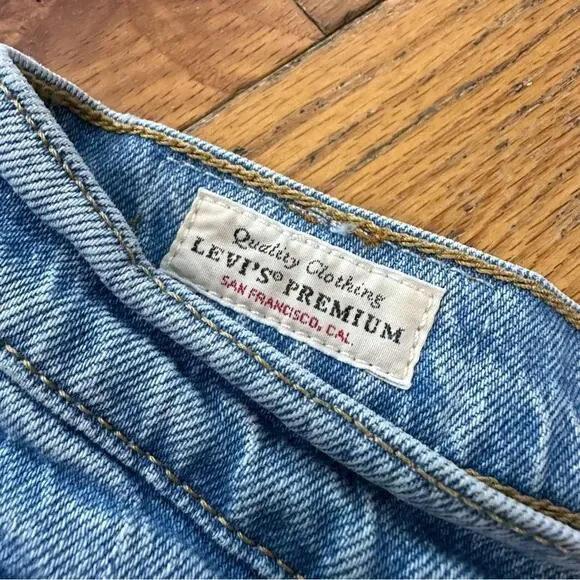 Quality Clothing
LEVI'S® PREMIUM
SAN FRANCISCO, CAL.